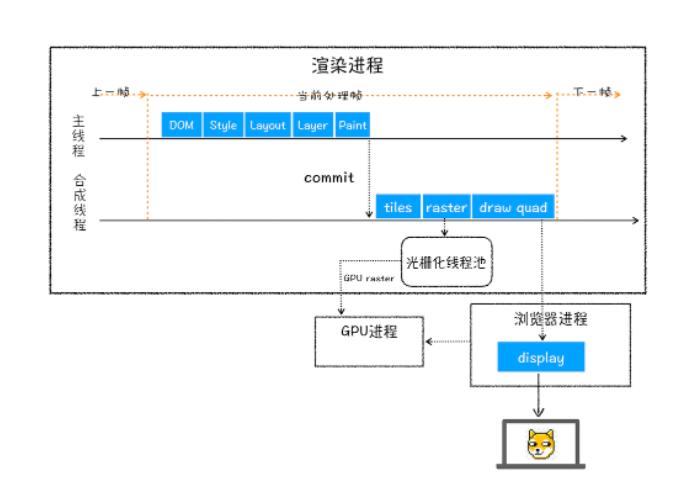 渲染进程
上一帧
当前处理帧
下一帧
主线程
DOM
Style
Layout
Layer
Paint
commit
合成线程
tiles
raster
draw quad
光栅化线程池
GPU raster
GPU进程
浏览器进程
display